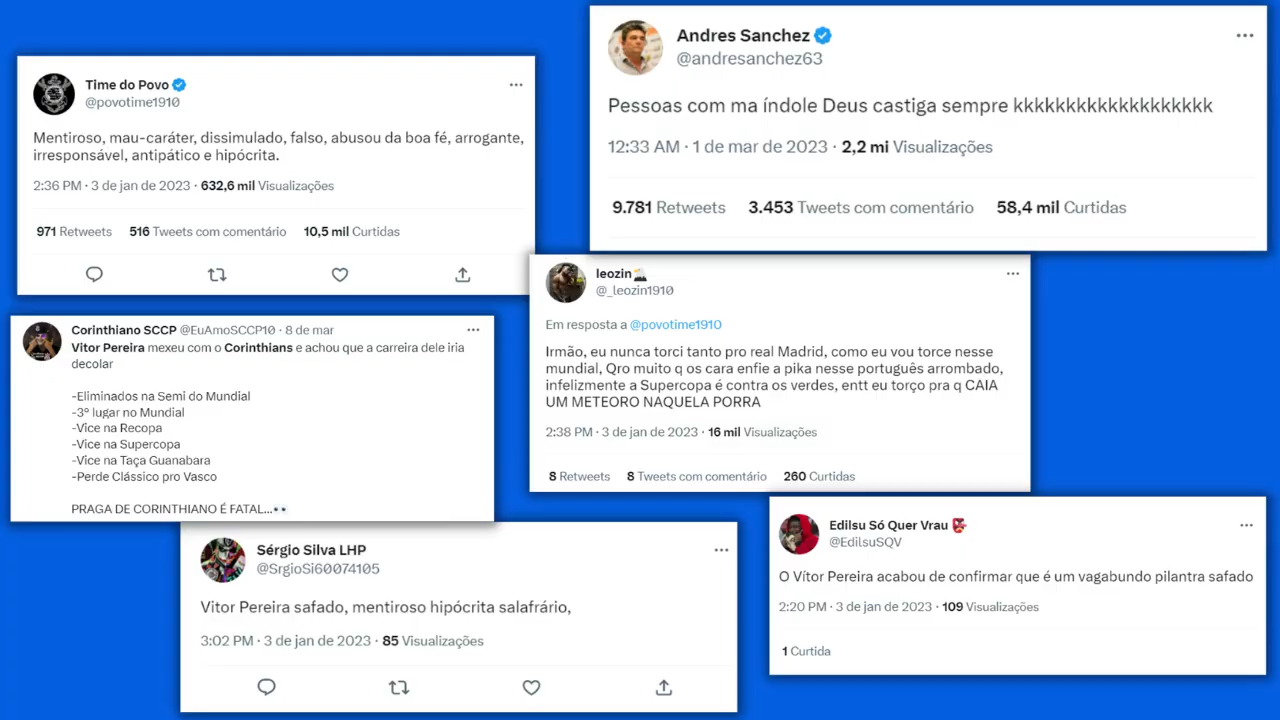 Time do Povo
@povotime1910
Mentiroso, mau-caráter, dissimulado, falso, abusou da boa fé, arrogante,
irresponsável, antipático e hipócrita.
2:36 PM · 3 de jan de 2023 · 632,6 mil Visualizações
971 Retweets 516 Tweets com comentário 10,5 mil Curtidas
Andres Sanchez
@andresanchez63
Pessoas com ma índole Deus castiga sempre kkkkkkkkkkkkkkkkkkk
12:33 AM · 1 de mar de 2023 · 2,2 mi Visualizações
9.781 Retweets 3.453 Tweets com comentário 58,4 mil Curtidas
leozin
@_leozin1910
Em resposta a @povotime1910
Irmão, eu nunca torci tanto pro real Madrid, como eu vou torce nesse
mundial, Qro muito q os cara enfie a pika nesse português arrombado,
infelizmente a Supercopa é contra os verdes, entt eu torço pra q CAIA
UM METEORO NAQUELA PORRA
2:38 PM · 3 de jan de 2023 · 16 mil Visualizações
8 Retweets 8 Tweets com comentário 260 Curtidas
Corinthiano SCCP @EuAmoSCCP10 · 8 de mar
Vitor Pereira mexeu com o Corinthians e achou que a carreira dele iria
decolar
-Eliminados na Semi do Mundial
-3º lugar no Mundial
-Vice na Recopa
-Vice na Supercopa
-Vice na Taça Guanabara
-Perde Clássico pro Vasco
PRAGA DE CORINTHIANO É FATAL...
Sérgio Silva LHP
@SrgioSi60074105
Vitor Pereira safado, mentiroso hipócrita salafrário,
3:02 PM · 3 de jan de 2023 · 85 Visualizações
Edilsu Só Quer Vrau
@EdilsuSQV
O Vítor Pereira acabou de confirmar que é um vagabundo pilantra safado
2:20 PM · 3 de jan de 2023 · 109 Visualizações
1 Curtida